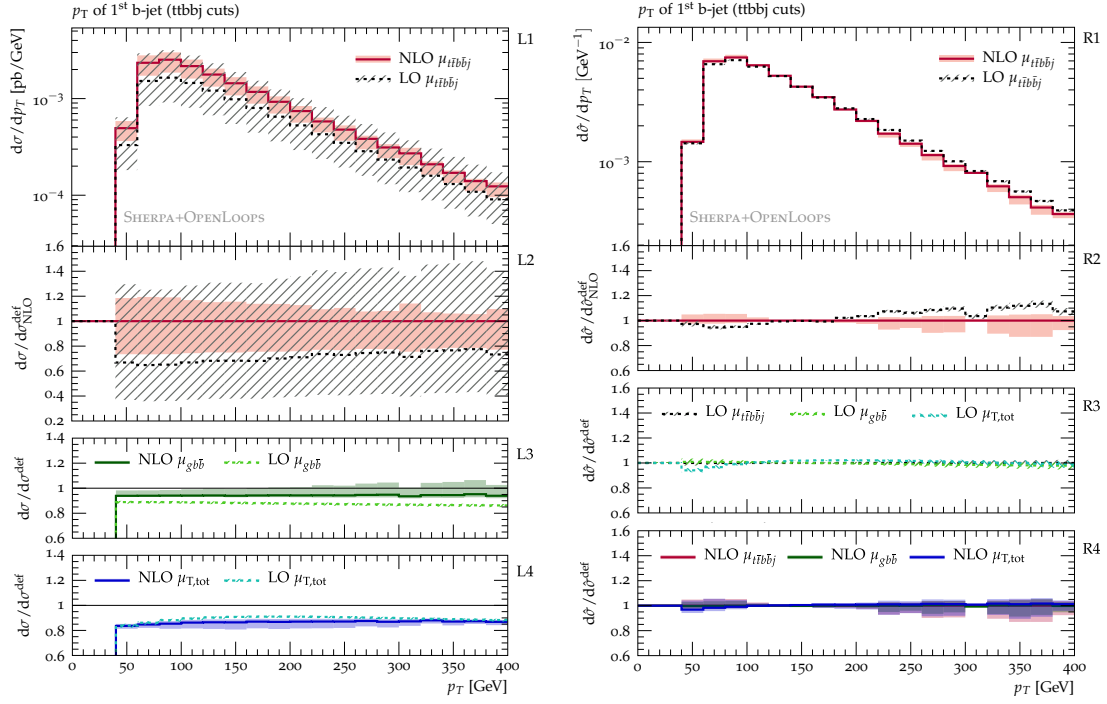 p_T of 1st b-jet (ttbbj cuts)
L1
dσ/dp_T [pb/GeV]
NLO μ_{tt̄bb̄j}
LO μ_{tt̄bb̄j}
10^{-3}
10^{-4}
SHERPA+OPENLOOPS
L2
dσ/dσ^{def}_{NLO}
1.6
1.4
1.2
1
0.8
0.6
0.4
0.2
L3
dσ/dσ^{def}
NLO μ_{gbb̄}
LO μ_{gbb̄}
1.4
1.2
1
0.8
0.6
L4
dσ/dσ^{def}
NLO μ_{T,tot}
LO μ_{T,tot}
1.4
1.2
1
0.8
0.6
0 50 100 150 200 250 300 350 400
p_T [GeV]
p_T of 1st b-jet (ttbbj cuts)
R1
dσ̂/dp_T [GeV^{-1}]
NLO μ_{tt̄bb̄j}
LO μ_{tt̄bb̄j}
10^{-2}
10^{-3}
SHERPA+OPENLOOPS
R2
dσ̂/dσ̂^{def}_{NLO}
1.6
1.4
1.2
1
0.8
0.6
R3
dσ̂/dσ̂^{def}
LO μ_{tt̄bb̄j}
LO μ_{gbb̄}
LO μ_{T,tot}
1.6
1.4
1.2
1
0.8
0.6
R4
dσ̂/dσ̂^{def}
NLO μ_{tt̄bb̄j}
NLO μ_{gbb̄}
NLO μ_{T,tot}
1.4
1.2
1
0.8
0.6
0 50 100 150 200 250 300 350 400
p_T [GeV]